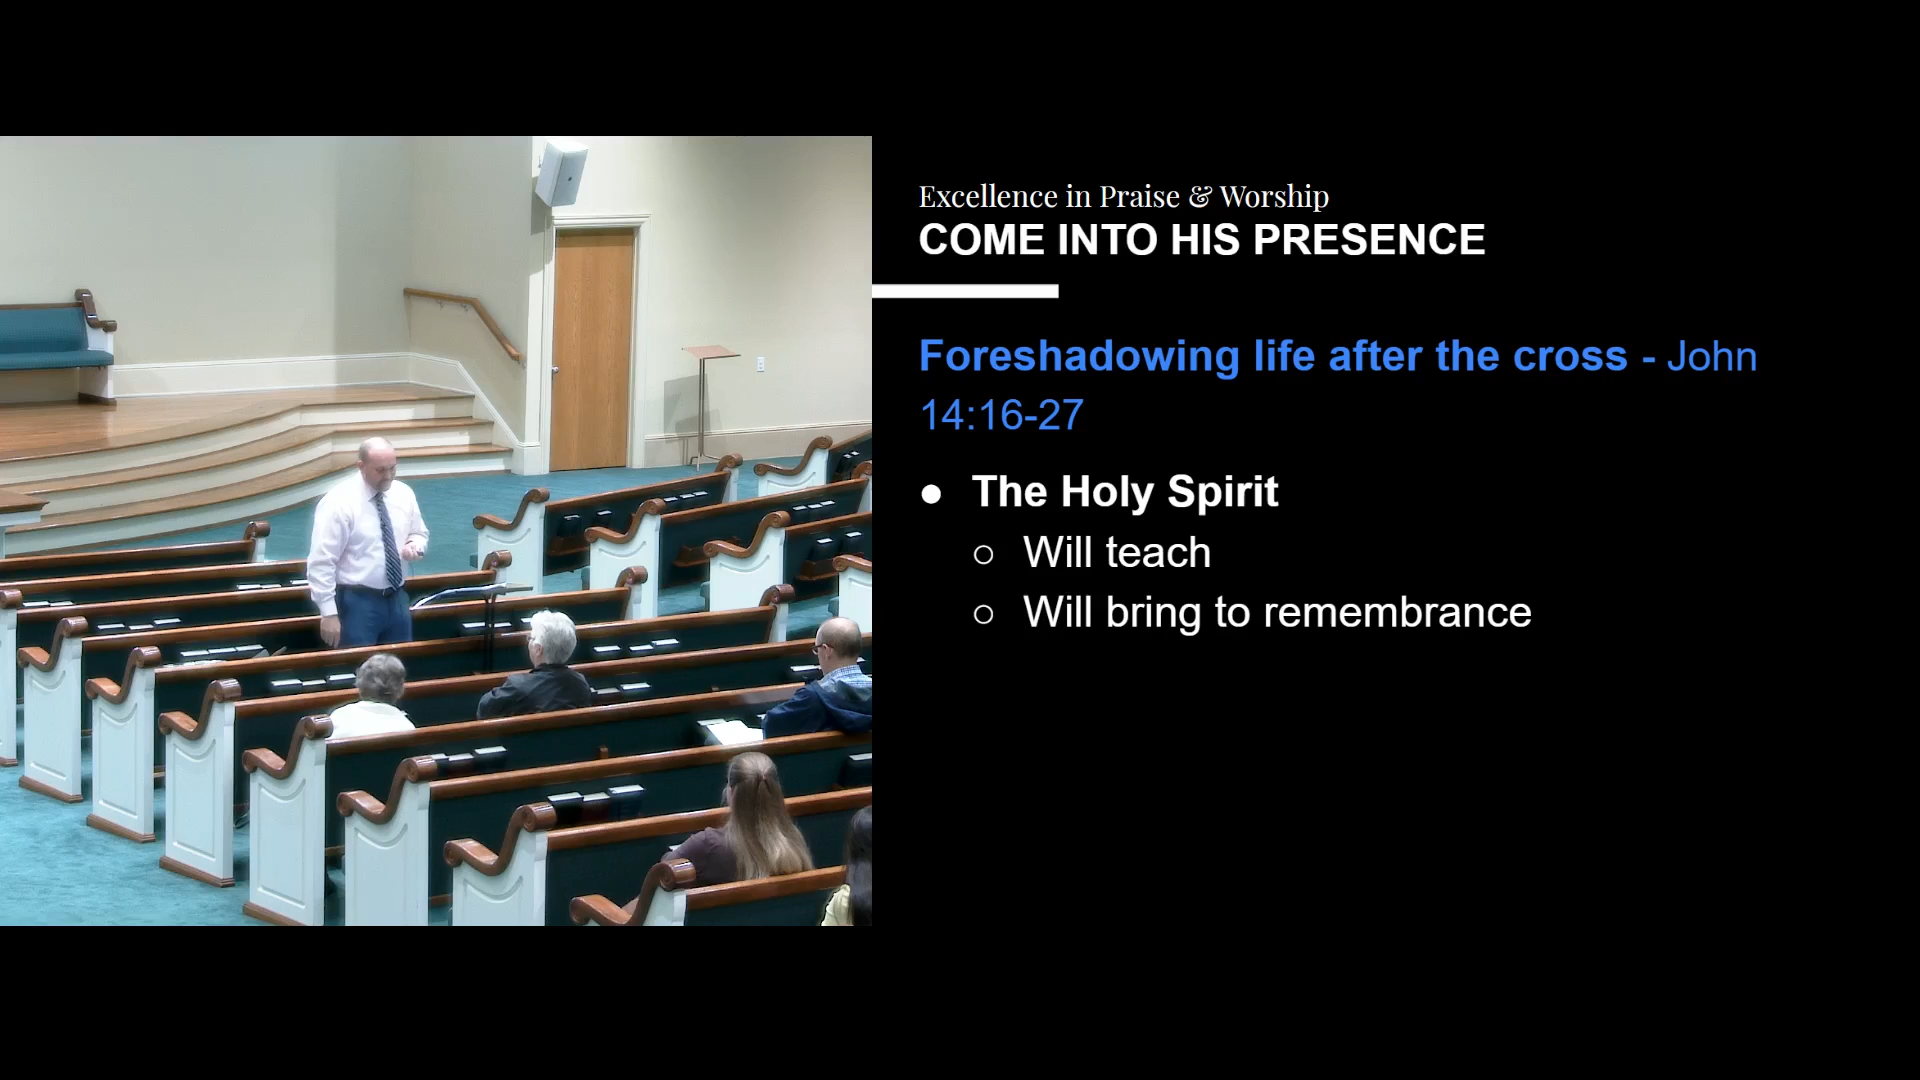 Excellence in Praise & Worship
COME INTO HIS PRESENCE
Foreshadowing life after the cross - John
14:16-27
● The Holy Spirit
○ Will teach
○ Will bring to remembrance